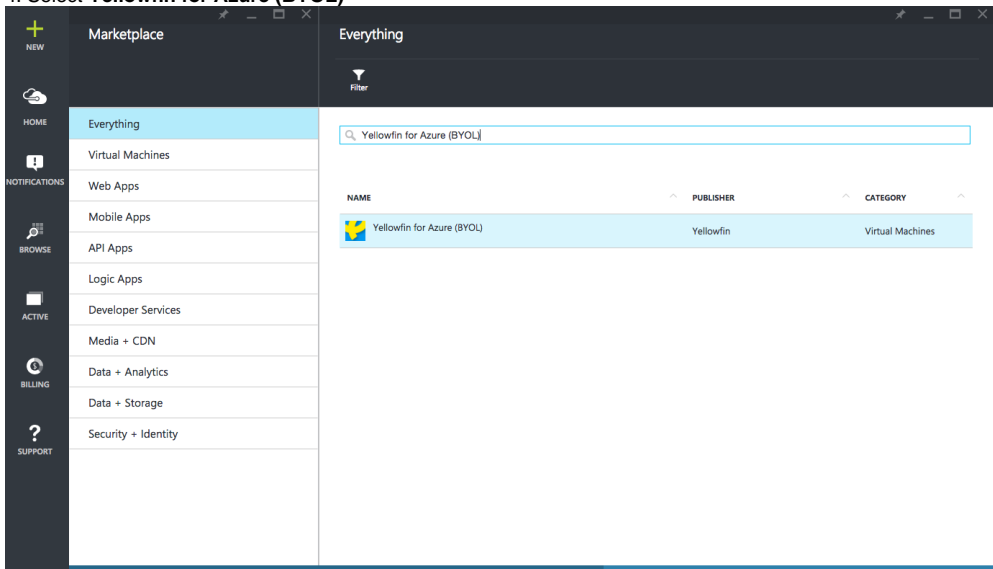 4. Select Yellowfin for Azure (BYOL)
NEW
HOME
NOTIFICATIONS
BROWSE
ACTIVE
BILLING
SUPPORT
Marketplace
Everything
Virtual Machines
Web Apps
Mobile Apps
API Apps
Logic Apps
Developer Services
Media + CDN
Data + Analytics
Data + Storage
Security + Identity
Everything
Filter
Yellowfin for Azure (BYOL)
NAME PUBLISHER CATEGORY
Yellowfin for Azure (BYOL) Yellowfin Virtual Machines